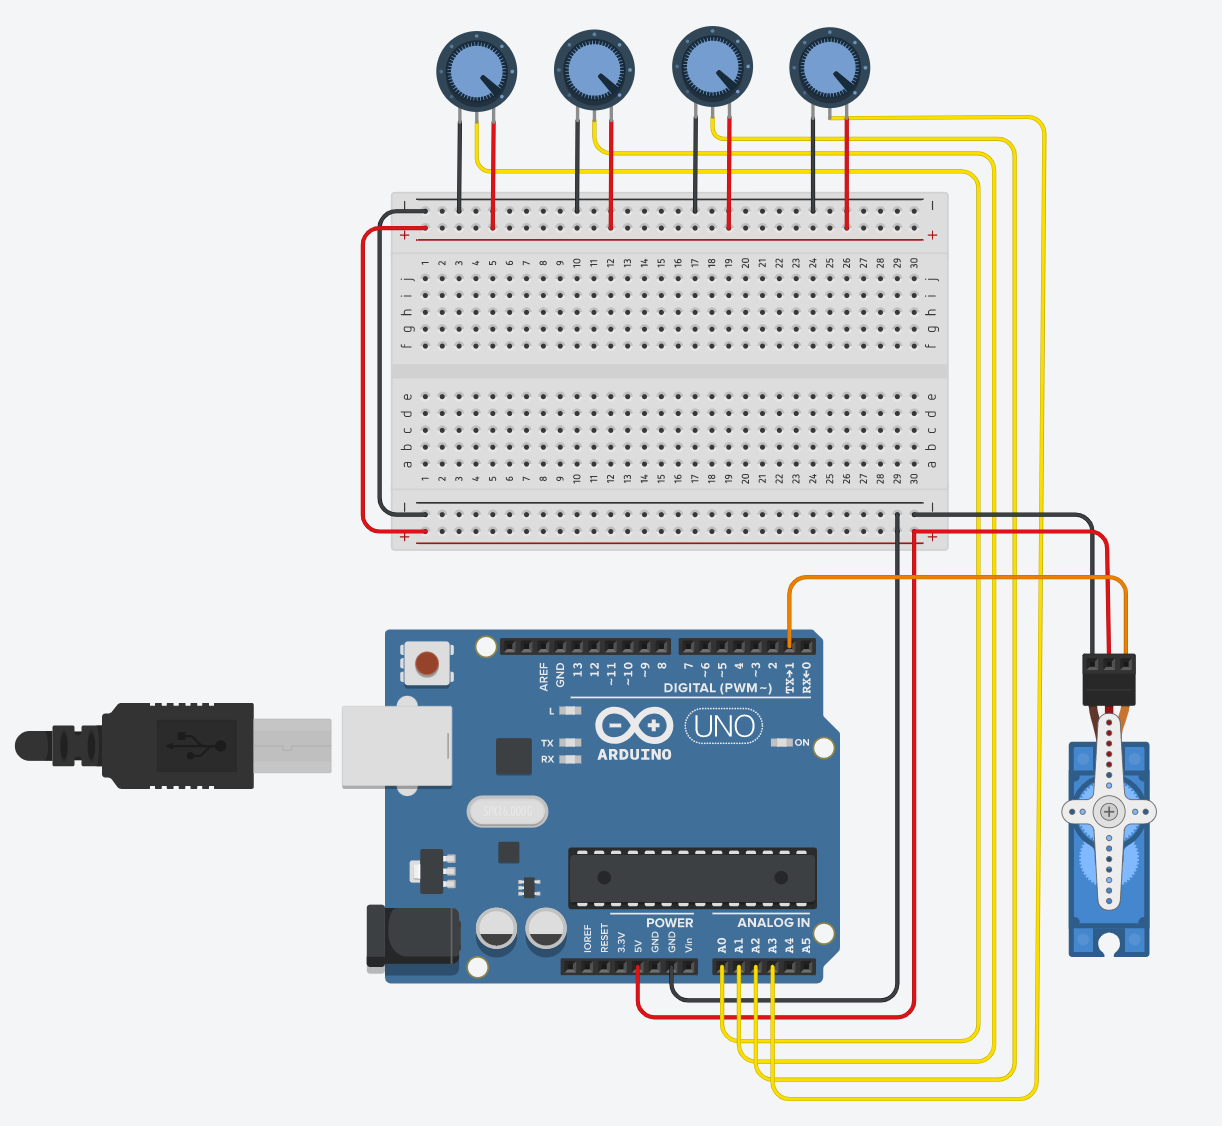 − −
+ +
1 2 3 4 5 6 7 8 9 10 11 12 13 14 15 16 17 18 19 20 21 22 23 24 25 26 27 28 29 30
j j
i i
h h
g g
f f
e e
d d
c c
b b
a a
1 2 3 4 5 6 7 8 9 10 11 12 13 14 15 16 17 18 19 20 21 22 23 24 25 26 27 28 29 30
− −
+ +
AREF GND 13 12 ~11 ~10 ~9 8 7 ~6 ~5 4 ~3 2 TX→1 RX←0
DIGITAL (PWM~)
L
UNO
TX
RX
ON
ARDUINO
SPK16.000G
POWER
ANALOG IN
IOREF RESET 3.3V 5V GND GND Vin A0 A1 A2 A3 A4 A5